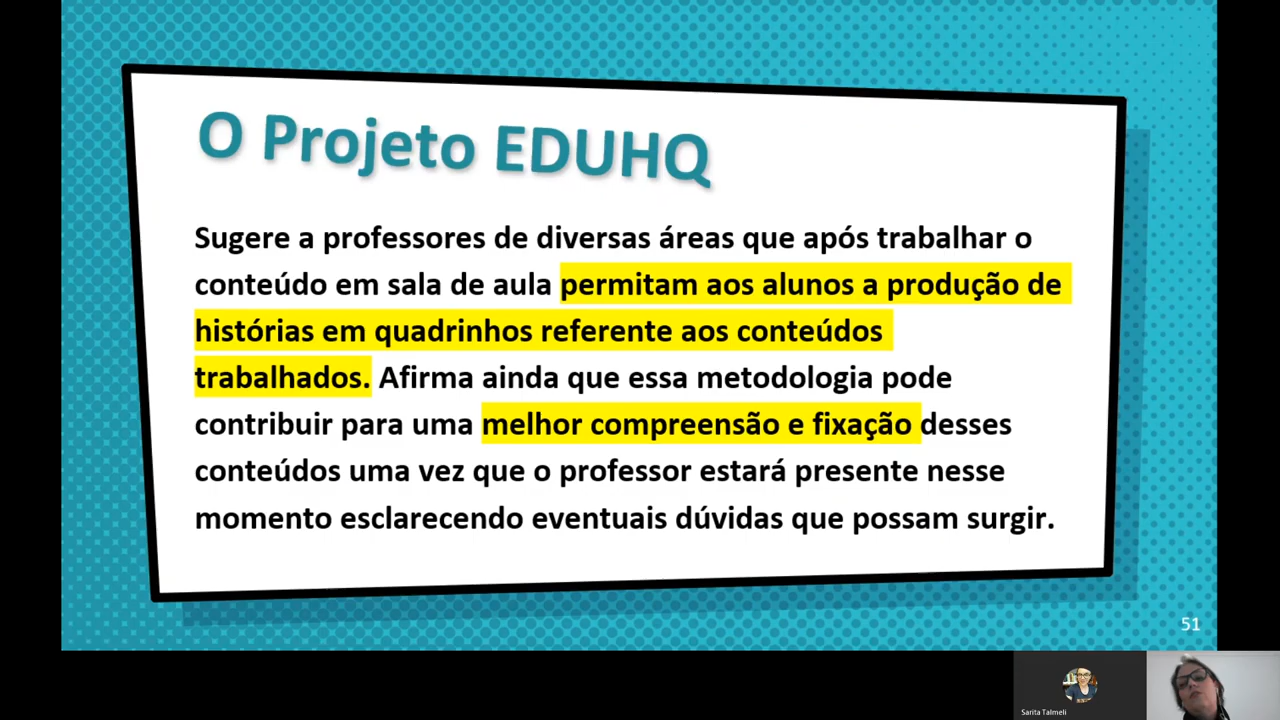 O Projeto EDUHQ
Sugere a professores de diversas áreas que após trabalhar o
conteúdo em sala de aula permitam aos alunos a produção de
histórias em quadrinhos referente aos conteúdos
trabalhados. Afirma ainda que essa metodologia pode
contribuir para uma melhor compreensão e fixação desses
conteúdos uma vez que o professor estará presente nesse
momento esclarecendo eventuais dúvidas que possam surgir.
51
Sarita Talmeli